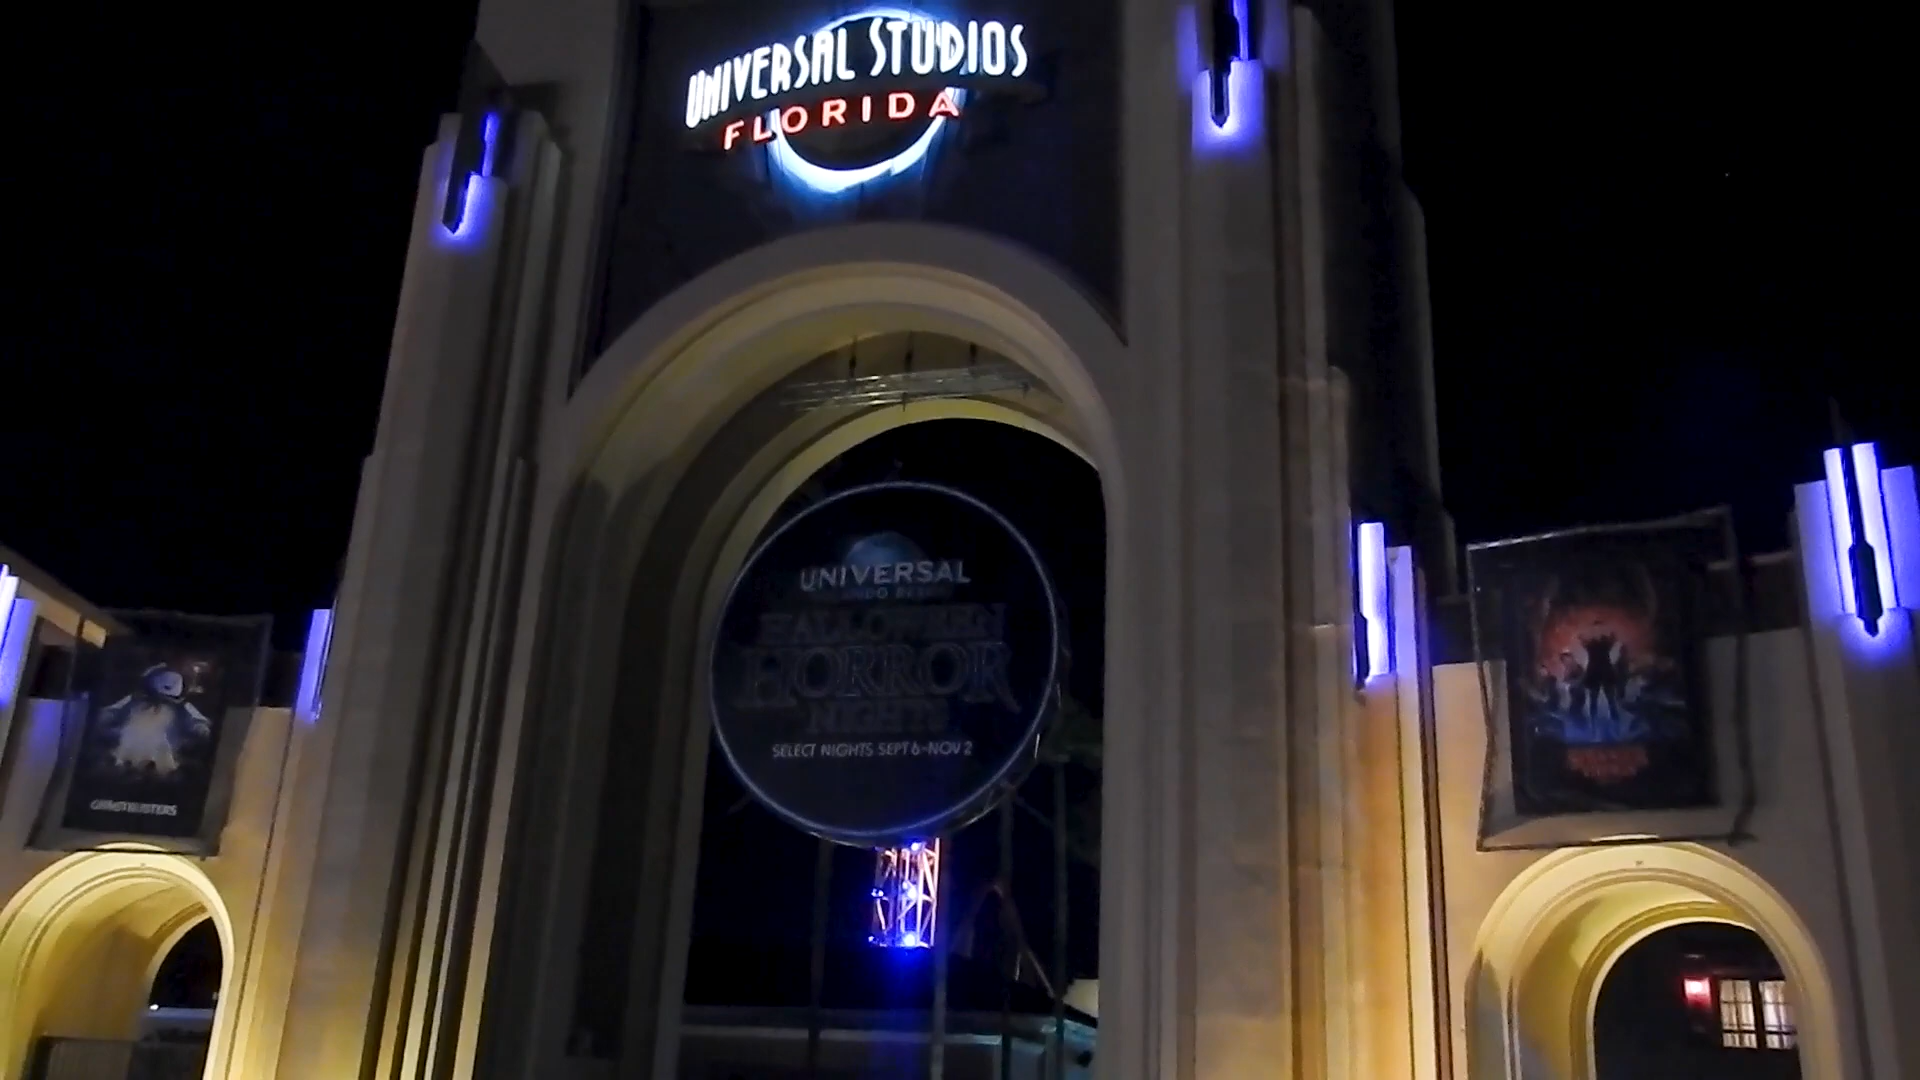 UNIVERSAL STUDIOS
FLORIDA
UNIVERSAL
HALLOWEEN
HORROR
NIGHTS
SELECT NIGHTS SEPT 6-NOV 2
GHOSTBUSTERS